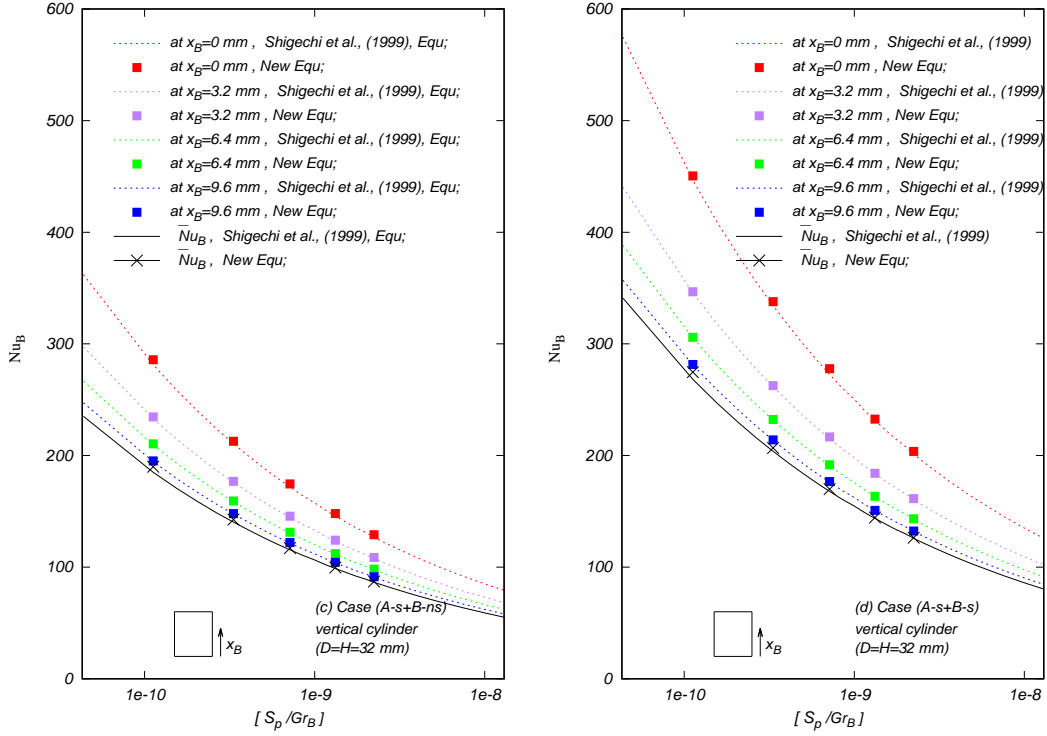 600
500
400
300
200
100
0
Nu_B
at x_B=0 mm , Shigechi et al., (1999), Equ;
at x_B=0 mm , New Equ;
at x_B=3.2 mm , Shigechi et al., (1999), Equ;
at x_B=3.2 mm , New Equ;
at x_B=6.4 mm , Shigechi et al., (1999), Equ;
at x_B=6.4 mm , New Equ;
at x_B=9.6 mm , Shigechi et al., (1999), Equ;
at x_B=9.6 mm , New Equ;
N̅u_B , Shigechi et al., (1999), Equ;
N̅u_B , New Equ;
(c) Case (A-s+B-ns)
vertical cylinder
(D=H=32 mm)
x_B
1e-10 1e-9 1e-8
[ S_p /Gr_B ]
600
500
400
300
200
100
0
Nu_B
at x_B=0 mm , Shigechi et al., (1999)
at x_B=0 mm , New Equ;
at x_B=3.2 mm , Shigechi et al., (1999)
at x_B=3.2 mm , New Equ;
at x_B=6.4 mm , Shigechi et al., (1999)
at x_B=6.4 mm , New Equ;
at x_B=9.6 mm , Shigechi et al., (1999)
at x_B=9.6 mm , New Equ;
N̅u_B , Shigechi et al., (1999)
N̅u_B , New Equ;
(d) Case (A-s+B-s)
vertical cylinder
(D=H=32 mm)
x_B
1e-10 1e-9 1e-8
[ S_p /Gr_B ]